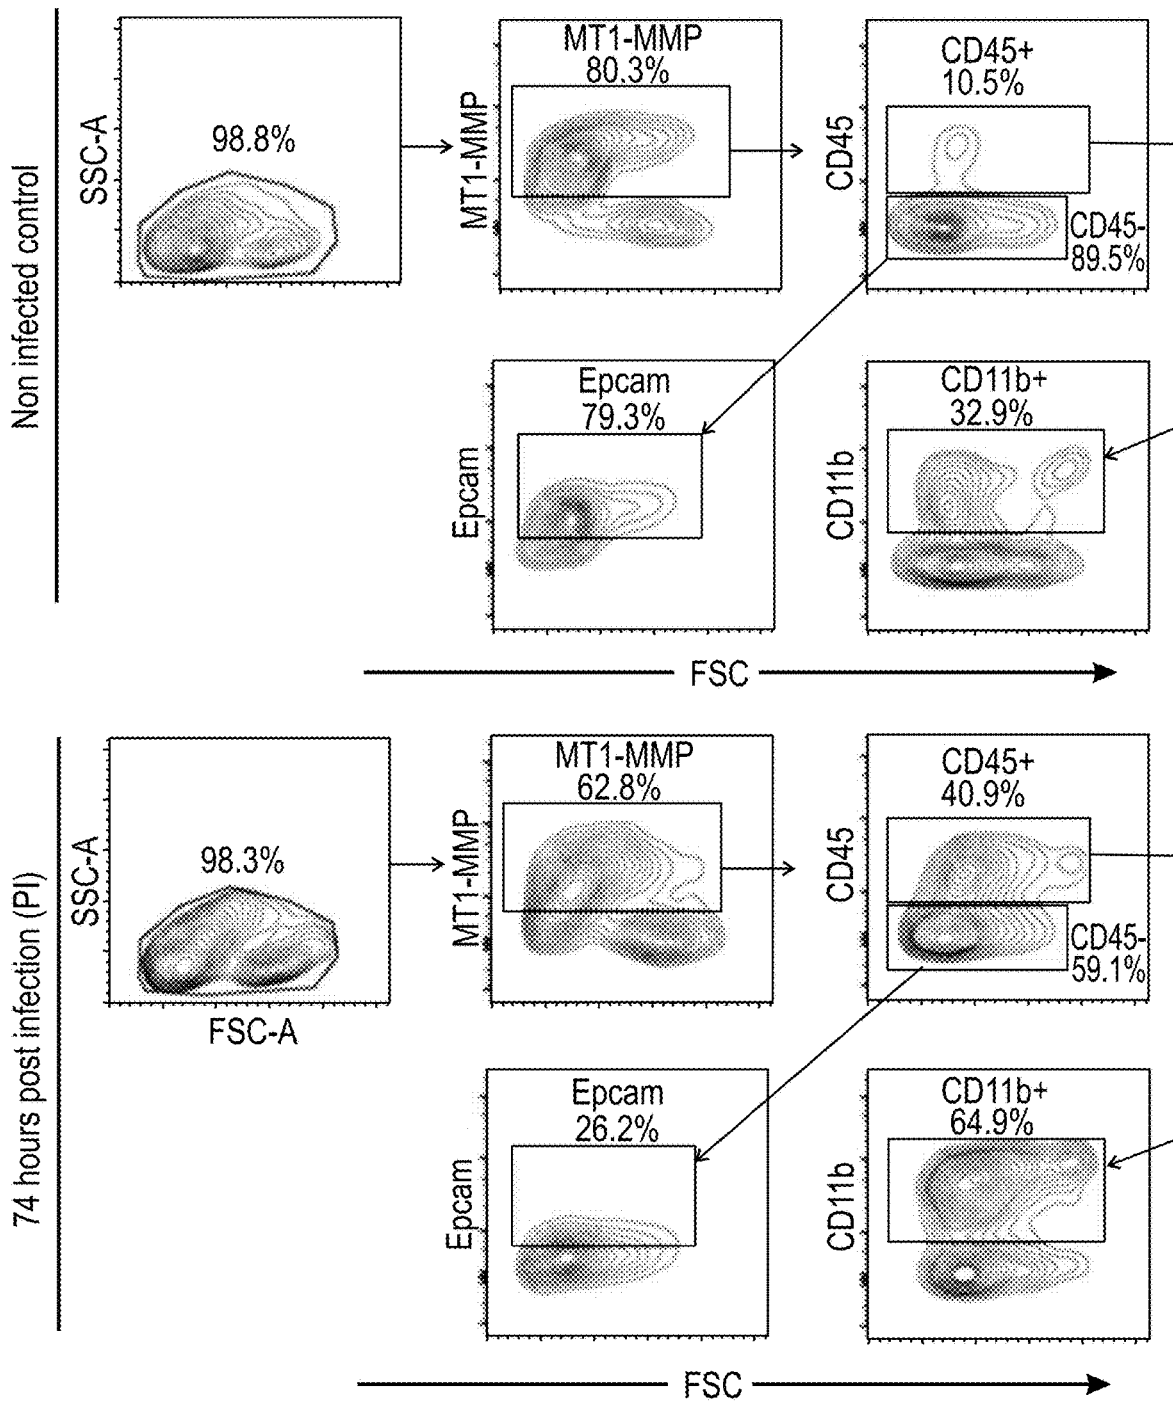 Non infected control
SSC-A
98.8%
MT1-MMP
MT1-MMP
80.3%
CD45
CD45+
10.5%
CD45-
89.5%
Epcam
Epcam
79.3%
CD11b
CD11b+
32.9%
FSC
74 hours post infection (PI)
SSC-A
98.3%
FSC-A
MT1-MMP
MT1-MMP
62.8%
CD45
CD45+
40.9%
CD45-
59.1%
Epcam
Epcam
26.2%
CD11b
CD11b+
64.9%
FSC